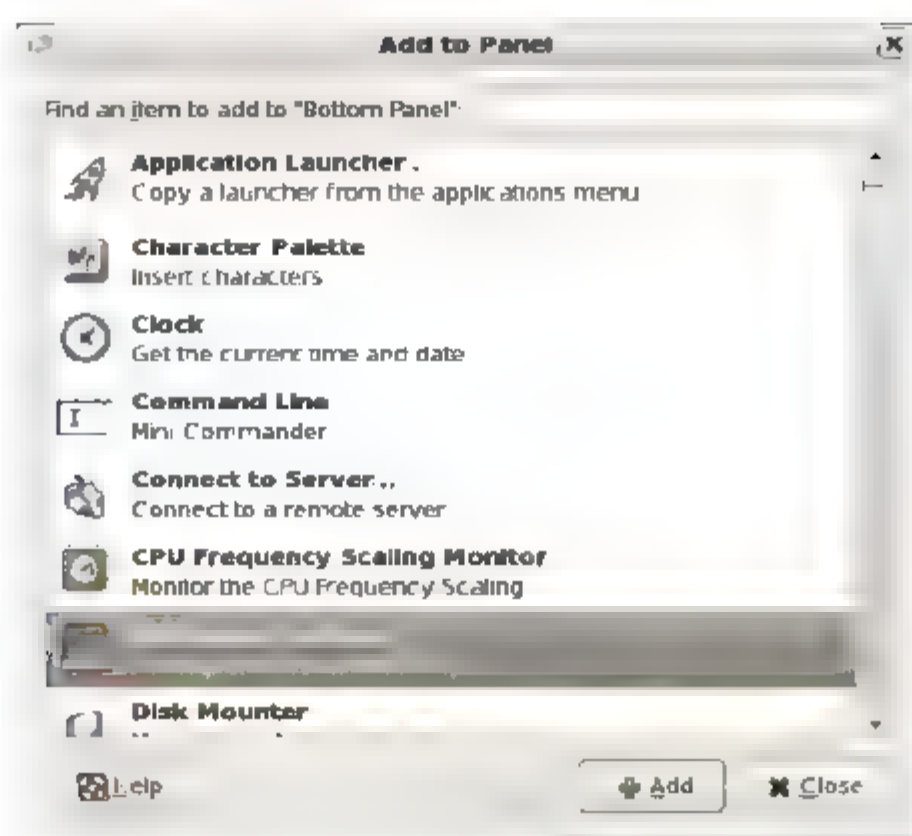 Add to Panel
Find an item to add to "Bottom Panel":
Application Launcher...
Copy a launcher from the applications menu
Character Palette
Insert characters
Clock
Get the current time and date
Command Line
Mini Commander
Connect to Server...
Connect to a remote server
CPU Frequency Scaling Monitor
Monitor the CPU Frequency Scaling
Disk Mounter
Help
Add
Close